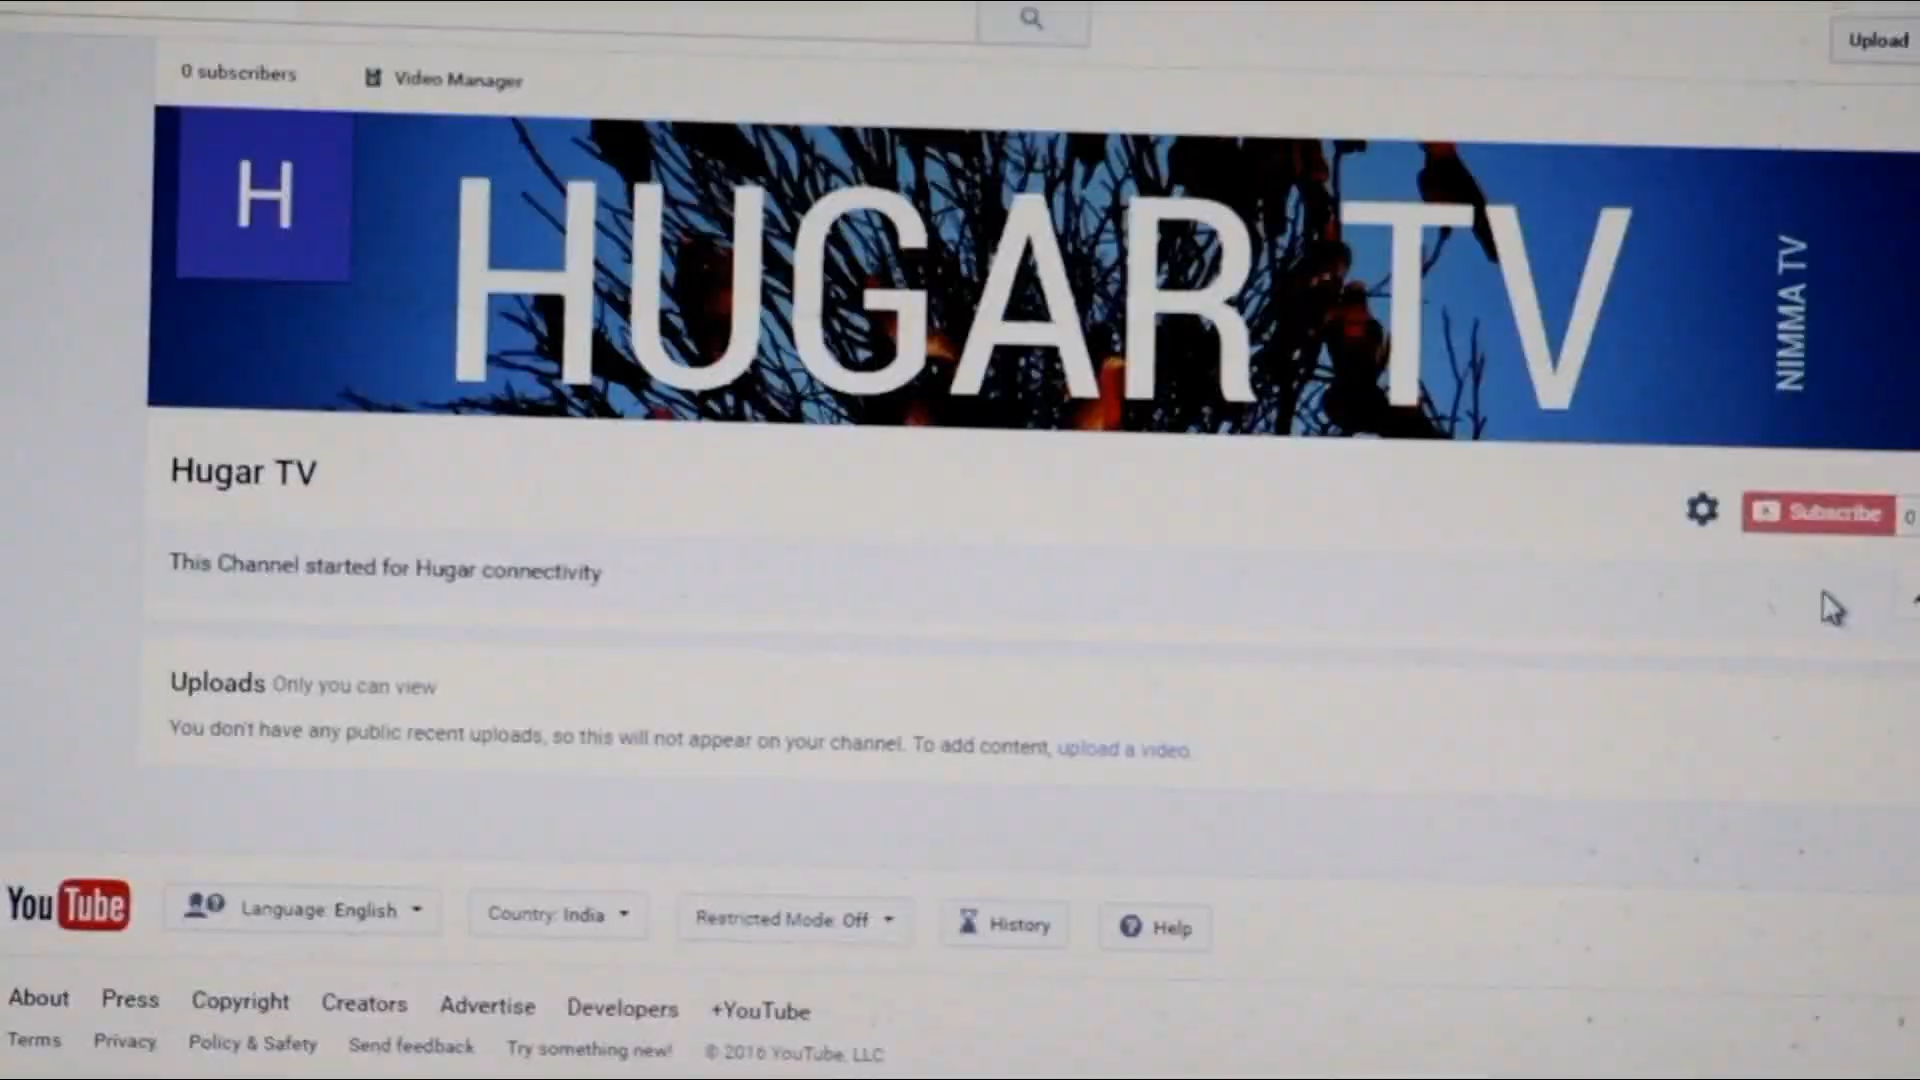 Upload
0 subscribers Video Manager
H
HUGAR TV
NIMMA TV
Hugar TV
Subscribe 0
This Channel started for Hugar connectivity
Uploads Only you can view
You don't have any public recent uploads, so this will not appear on your channel. To add content, upload a video.
YouTube Language: English Country: India Restricted Mode: Off History Help
About Press Copyright Creators Advertise Developers +YouTube
Terms Privacy Policy & Safety Send feedback Try something new! © 2016 YouTube, LLC